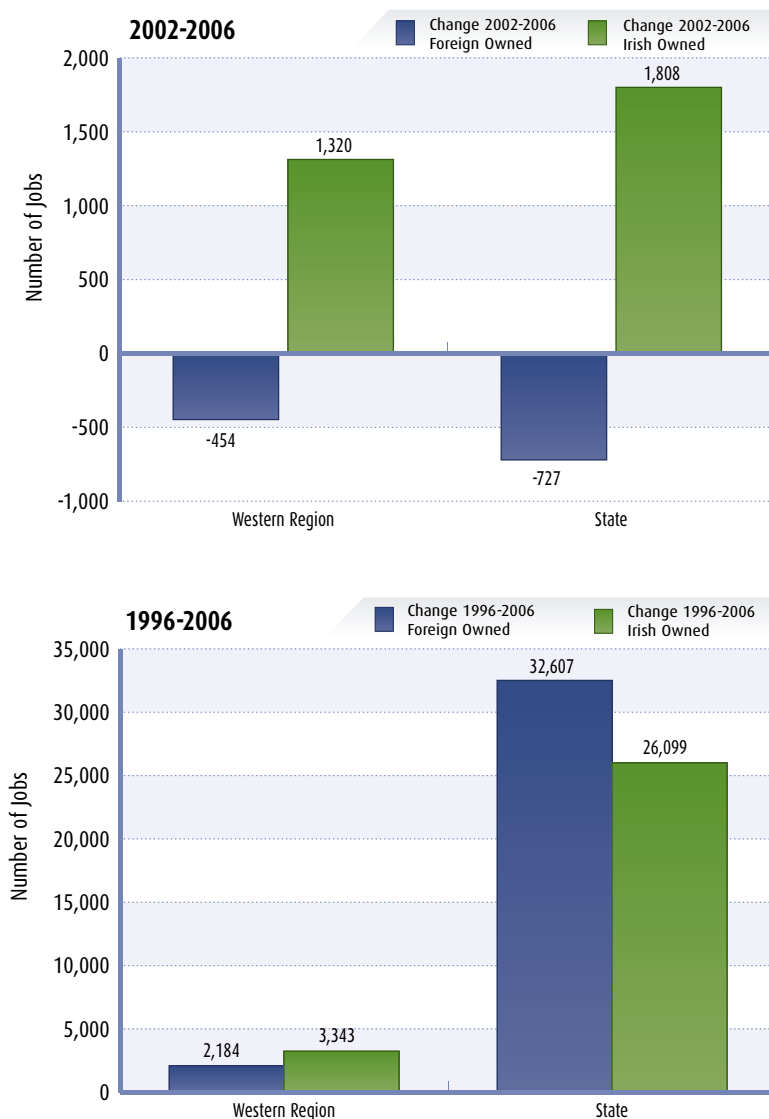 2002-2006
Change 2002-2006
Foreign Owned
Change 2002-2006
Irish Owned
Number of Jobs
2,000
1,500
1,000
500
0
-500
-1,000
1,320
1,808
-454
-727
Western Region
State
1996-2006
Change 1996-2006
Foreign Owned
Change 1996-2006
Irish Owned
Number of Jobs
35,000
30,000
25,000
20,000
15,000
10,000
5,000
0
32,607
26,099
2,184
3,343
Western Region
State